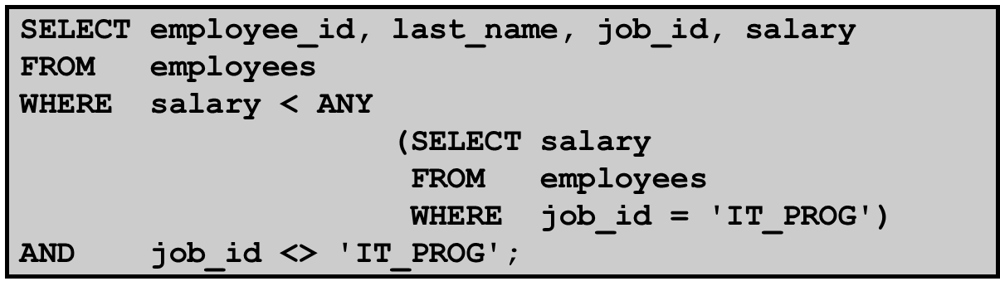 SELECT employee_id, last_name, job_id, salary
FROM   employees
WHERE  salary < ANY
                    (SELECT salary
                     FROM   employees
                     WHERE  job_id = 'IT_PROG')
AND    job_id <> 'IT_PROG';